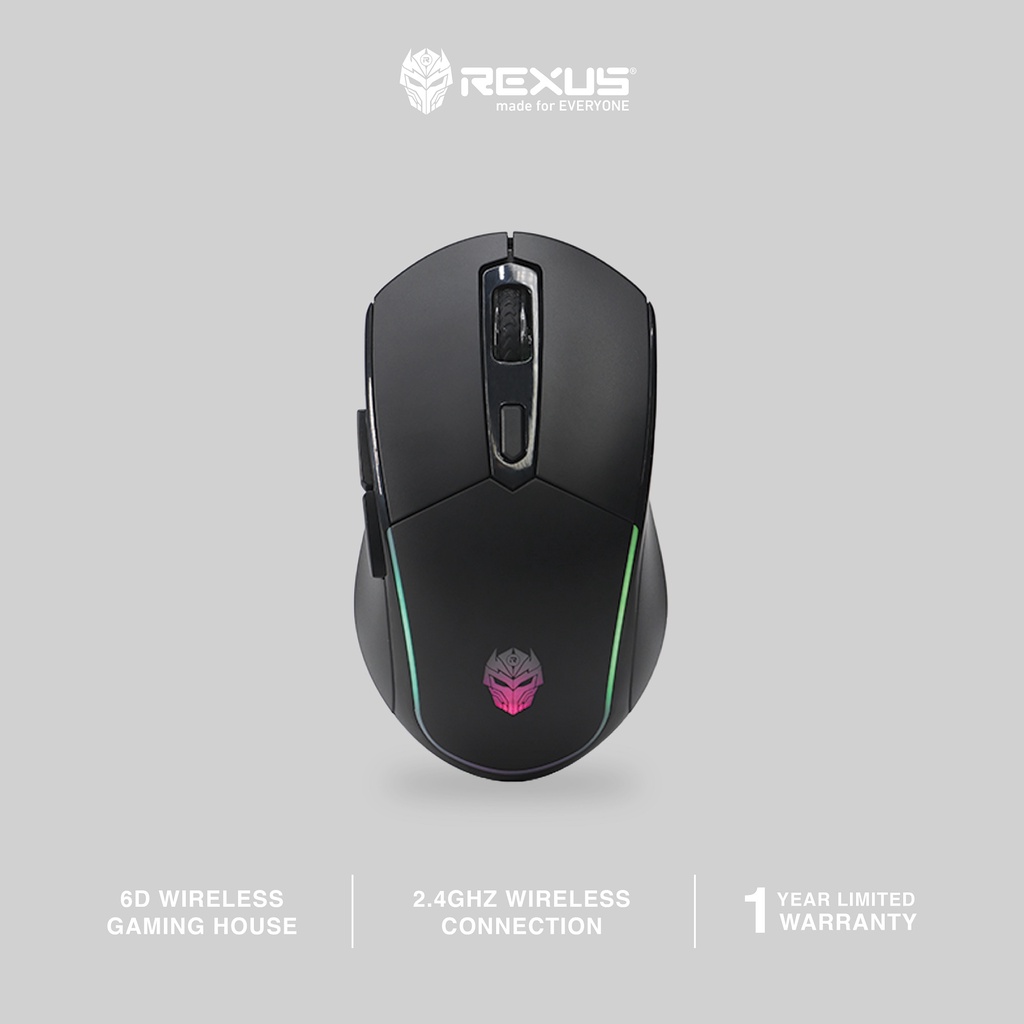 REXUS®
made for EVERYONE
6D WIRELESS
GAMING HOUSE
2.4GHZ WIRELESS
CONNECTION
1 YEAR LIMITED
WARRANTY